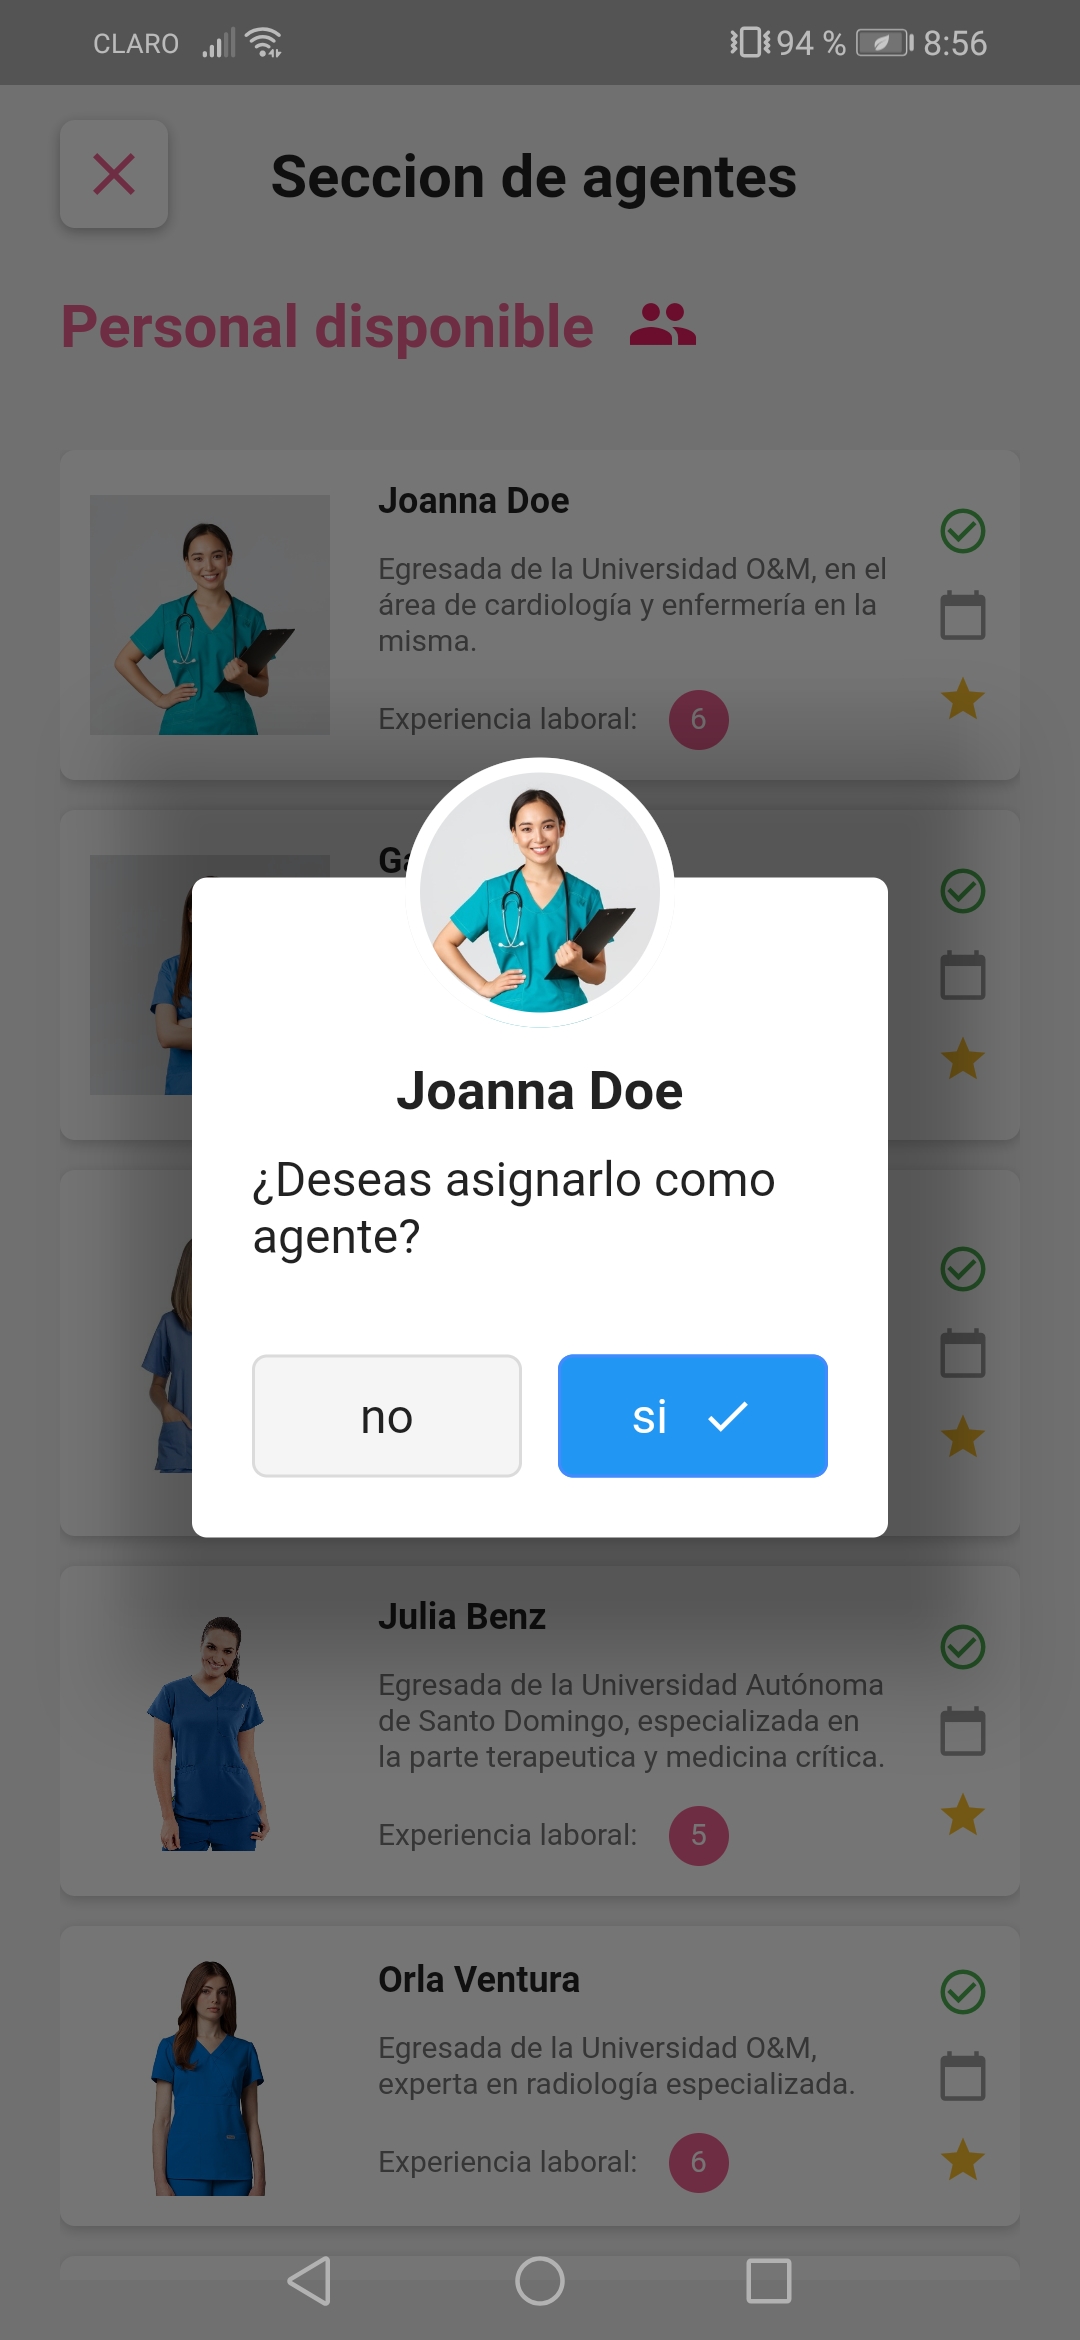 CLARO 94 % 8:56
Seccion de agentes
Personal disponible
Joanna Doe
Egresada de la Universidad O&M, en el
área de cardiología y enfermería en la
misma.
Experiencia laboral: 6
Joanna Doe
¿Deseas asignarlo como
agente?
no
si
Julia Benz
Egresada de la Universidad Autónoma
de Santo Domingo, especializada en
la parte terapeutica y medicina crítica.
Experiencia laboral: 5
Orla Ventura
Egresada de la Universidad O&M,
experta en radiología especializada.
Experiencia laboral: 6